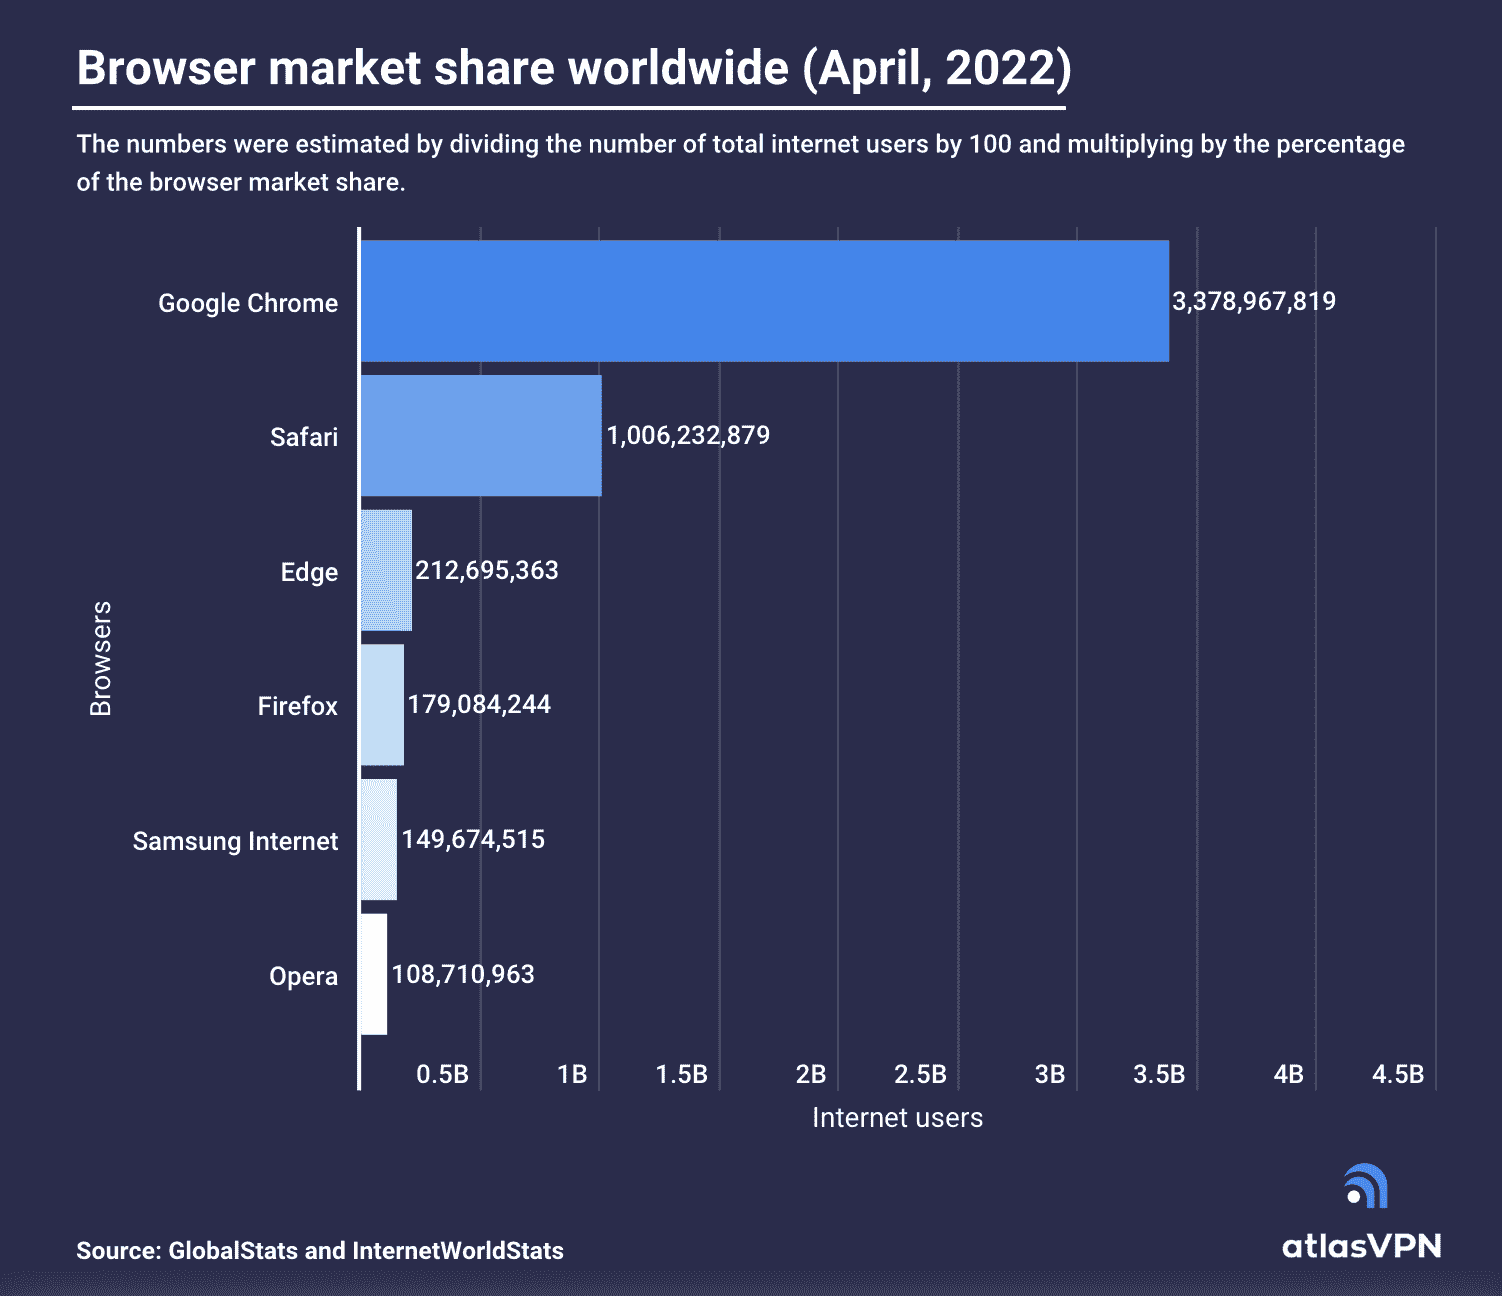 Browser market share worldwide (April, 2022)
The numbers were estimated by dividing the number of total internet users by 100 and multiplying by the percentage
of the browser market share.
Google Chrome 3,378,967,819
Safari 1,006,232,879
Edge 212,695,363
Firefox 179,084,244
Samsung Internet 149,674,515
Opera 108,710,963
Browsers
0.5B 1B 1.5B 2B 2.5B 3B 3.5B 4B 4.5B
Internet users
Source: GlobalStats and InternetWorldStats
atlasVPN